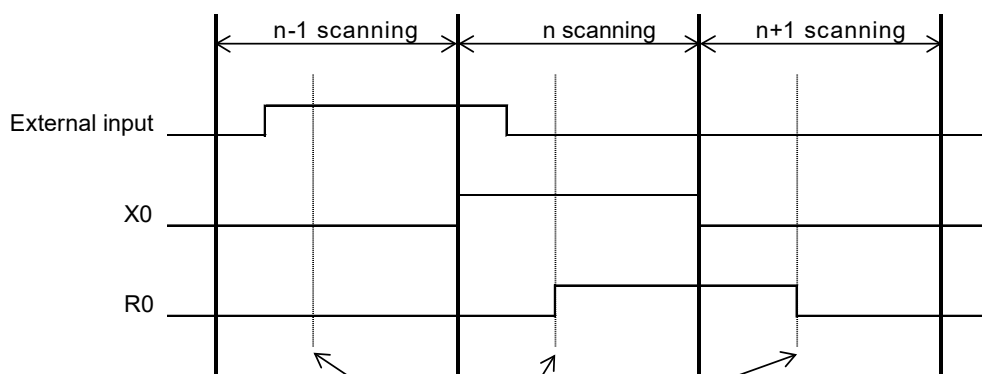 n-1 scanning
n scanning
n+1 scanning
External input
X0
R0